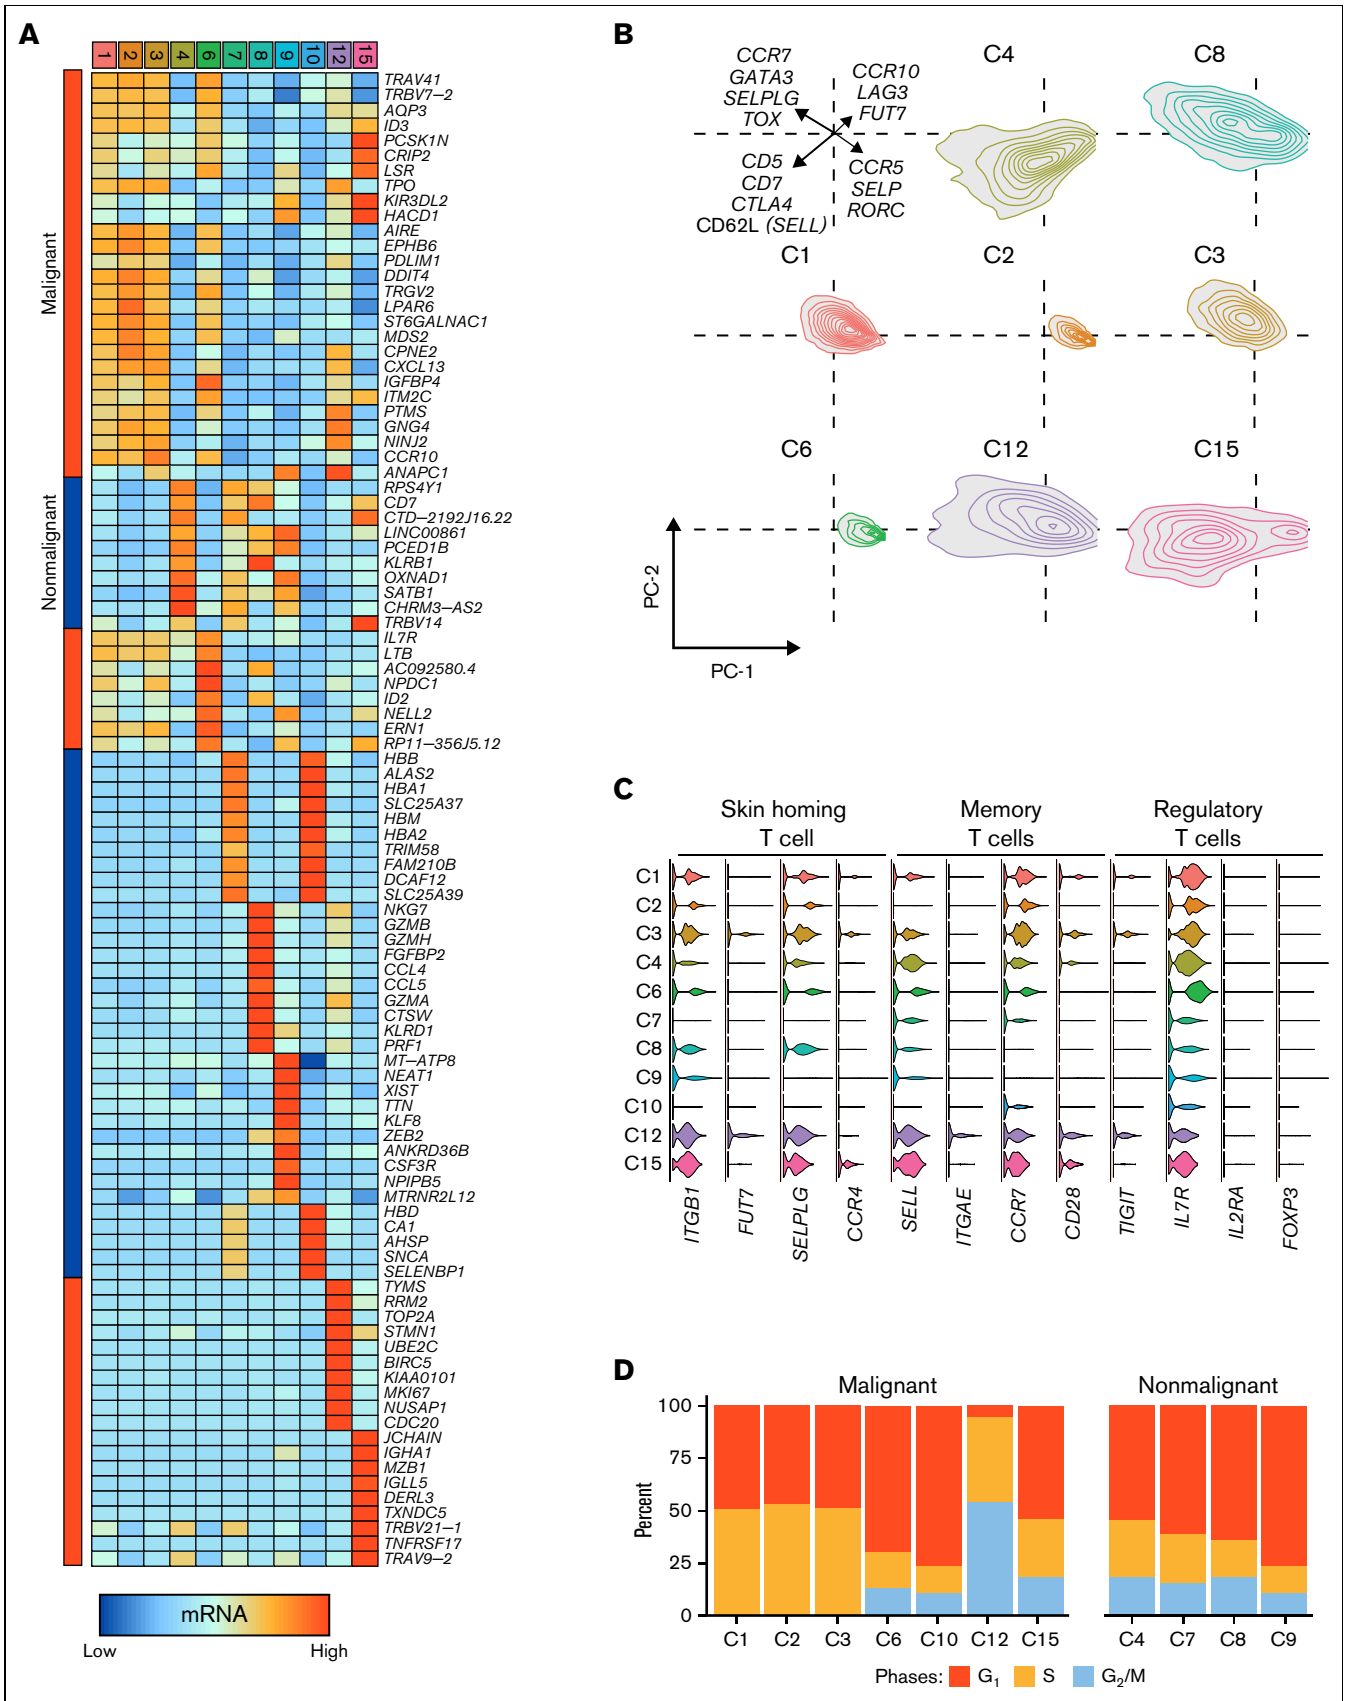 A
1 2 3 4 6 7 8 9 10 12 15
Malignant
Nonmalignant
TRAV41
TRBV7–2
AQP3
ID3
PCSK1N
CRIP2
LSR
TPO
KIR3DL2
HACD1
AIRE
EPHB6
PDLIM1
DDIT4
TRGV2
LPAR6
ST6GALNAC1
MDS2
CPNE2
CXCL13
IGFBP4
ITM2C
PTMS
GNG4
NINJ2
CCR10
ANAPC1
RPS4Y1
CD7
CTD–2192J16.22
LINC00861
PCED1B
KLRB1
OXNAD1
SATB1
CHRM3–AS2
TRBV14
IL7R
LTB
AC092580.4
NPDC1
ID2
NELL2
ERN1
RP11–356J5.12
HBB
ALAS2
HBA1
SLC25A37
HBM
HBA2
TRIM58
FAM210B
DCAF12
SLC25A39
NKG7
GZMB
GZMH
FGFBP2
CCL4
CCL5
GZMA
CTSW
KLRD1
PRF1
MT–ATP8
NEAT1
XIST
TTN
KLF8
ZEB2
ANKRD36B
CSF3R
NPIPB5
MTRNR2L12
HBD
CA1
AHSP
SNCA
SELENBP1
TYMS
RRM2
TOP2A
STMN1
UBE2C
BIRC5
KIAA0101
MKI67
NUSAP1
CDC20
JCHAIN
IGHA1
MZB1
IGLL5
DERL3
TXNDC5
TRBV21–1
TNFRSF17
TRAV9–2
mRNA
Low High
B
CCR7
GATA3
SELPLG
TOX
CCR10
LAG3
FUT7
CD5
CD7
CTLA4
CD62L (SELL)
CCR5
SELP
RORC
C4 C8
C1 C2 C3
C6 C12 C15
PC-2
PC-1
C
Skin homing
T cell
Memory
T cells
Regulatory
T cells
C1
C2
C3
C4
C6
C7
C8
C9
C10
C12
C15
ITGB1 FUT7 SELPLG CCR4 SELL ITGAE CCR7 CD28 TIGIT IL7R IL2RA FOXP3
D
Malignant Nonmalignant
Percent
100
75
50
25
0
C1 C2 C3 C6 C10 C12 C15 C4 C7 C8 C9
Phases: G1 S G2/M